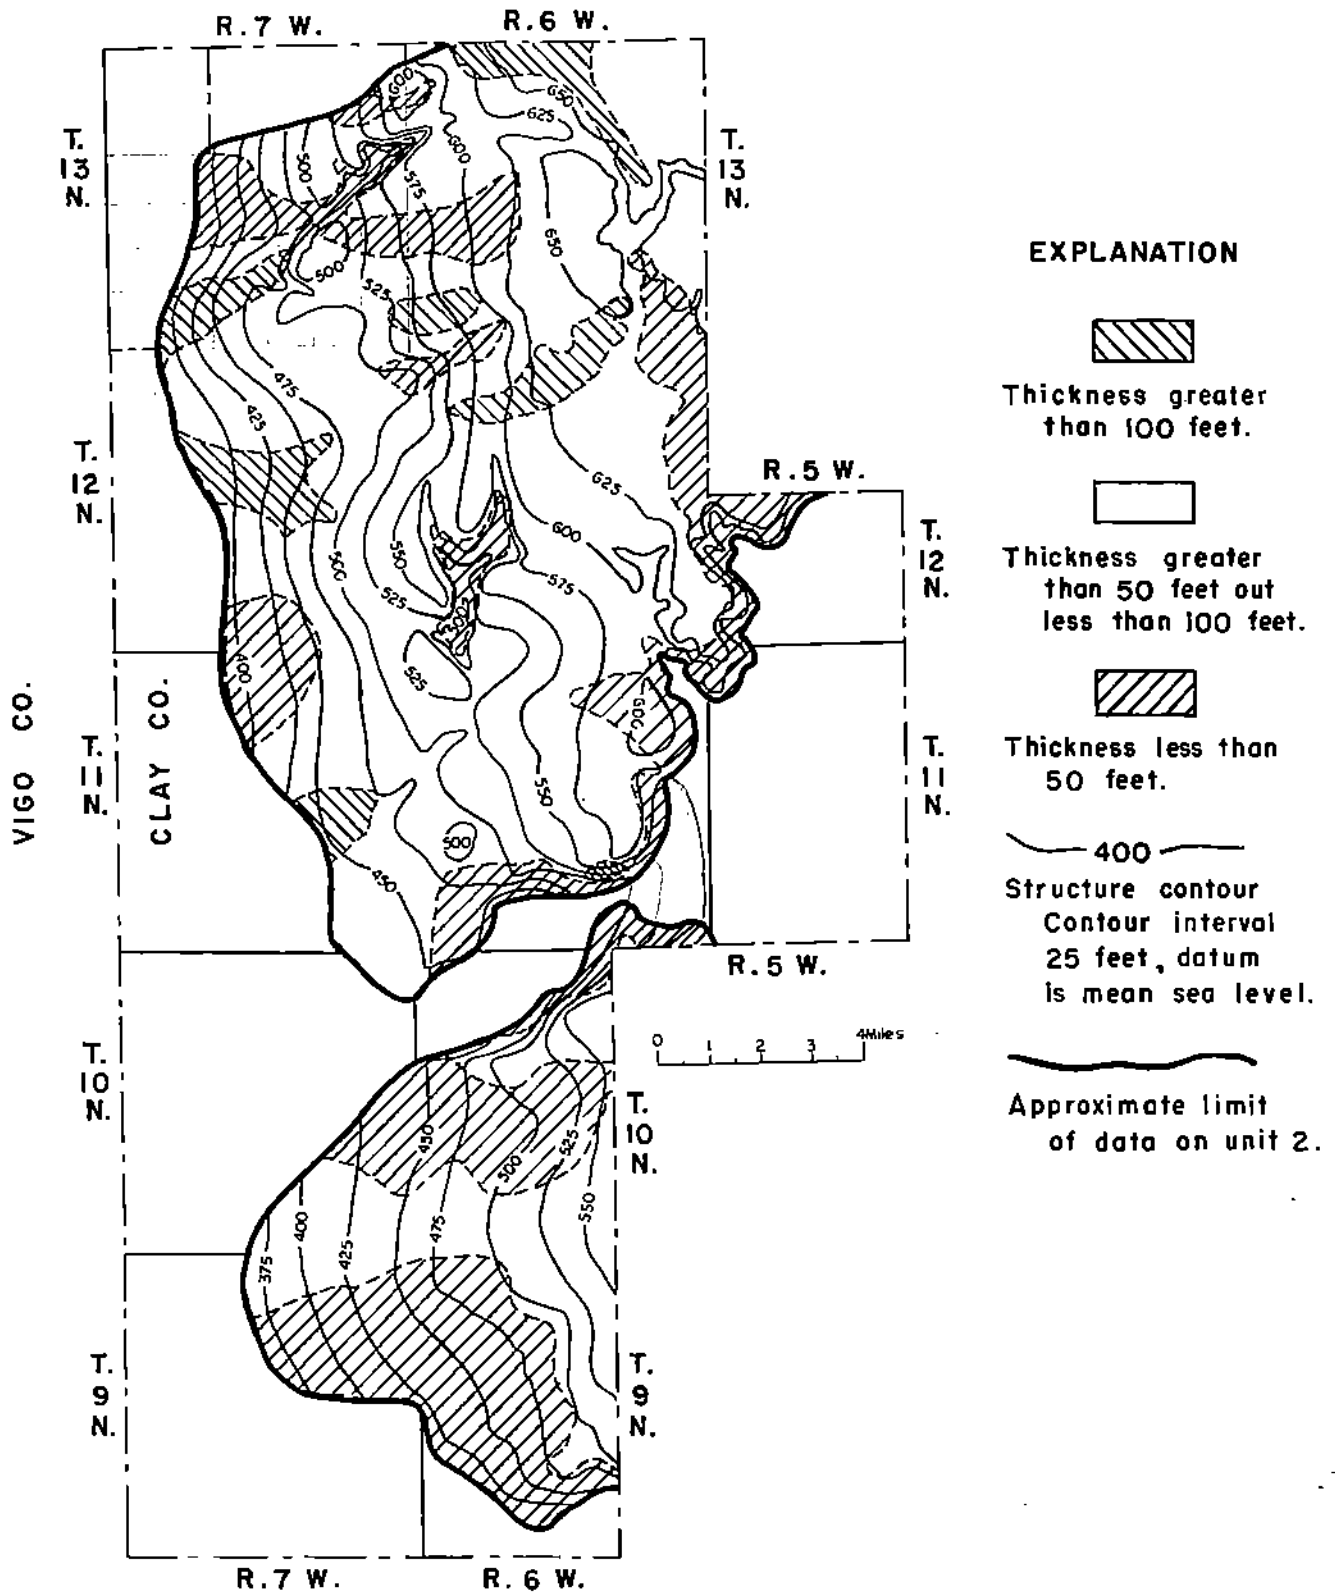 R. 7 W.
R. 6 W.
T.
13
N.
T.
13
N.
T.
12
N.
R. 5 W.
T.
12
N.
VIGO CO.
CLAY CO.
T.
11
N.
T.
11
N.
R. 5 W.
T.
10
N.
T.
10
N.
T.
9
N.
T.
9
N.
R. 7 W.
R. 6 W.
600
650
625
600
500
575
650
500
525
475
425
625
600
500
550
575
525
500
525
400
600
550
500
450
450
525
500
550
400
475
425
375
0 1 2 3 4 Miles
EXPLANATION
Thickness greater
than 100 feet.
Thickness greater
than 50 feet out
less than 100 feet.
Thickness less than
50 feet.
400
Structure contour
Contour interval
25 feet, datum
is mean sea level.
Approximate limit
of data on unit 2.